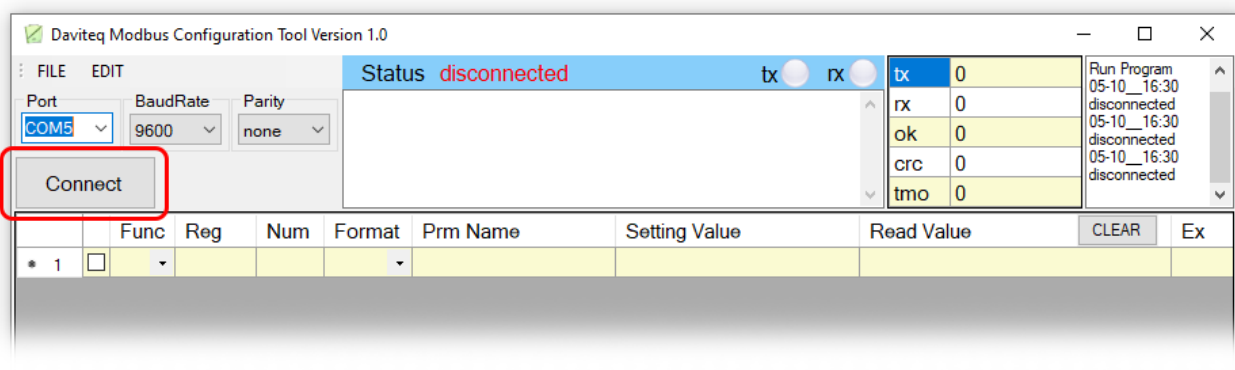 Daviteq Modbus Configuration Tool Version 1.0
FILE EDIT
Status disconnected tx rx
Port BaudRate Parity
COM5 9600 none
Connect
tx 0
rx 0
ok 0
crc 0
tmo 0
Run Program
05-10__16:30
disconnected
05-10__16:30
disconnected
05-10__16:30
disconnected
Func Reg Num Format Prm Name Setting Value Read Value CLEAR Ex
* 1